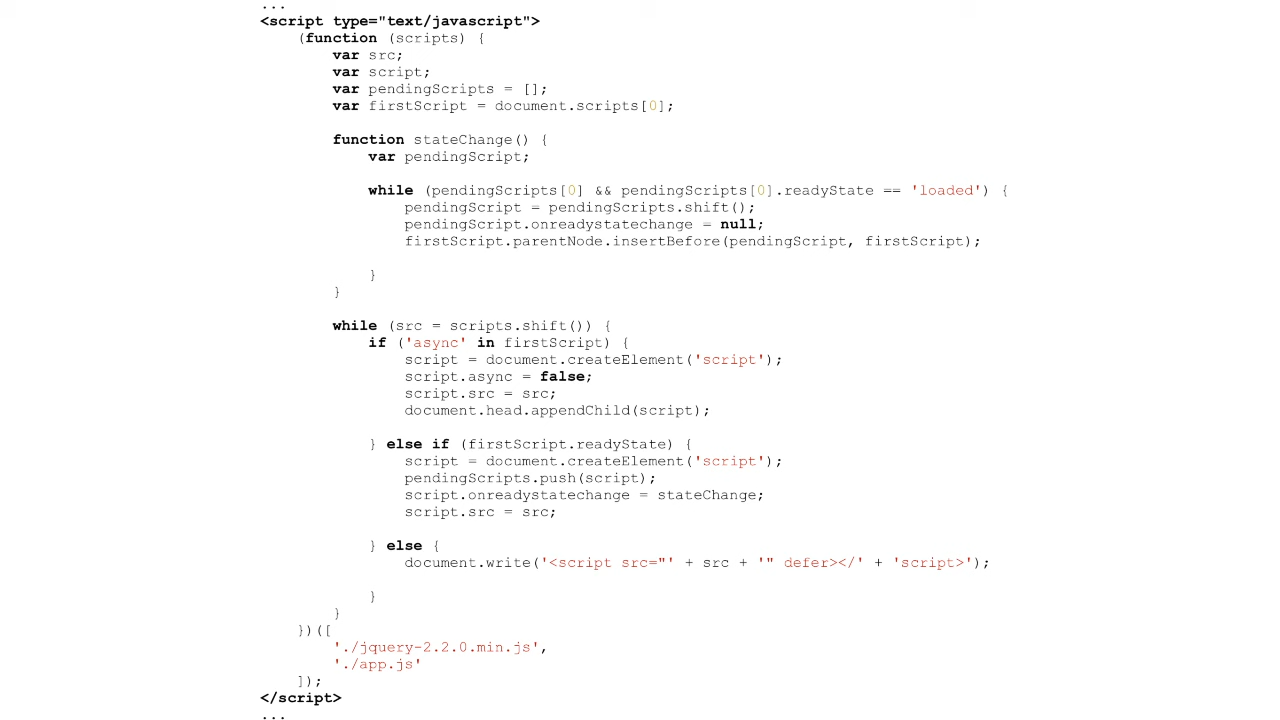 ...
<script type="text/javascript">
    (function (scripts) {
        var src;
        var script;
        var pendingScripts = [];
        var firstScript = document.scripts[0];

        function stateChange() {
            var pendingScript;

            while (pendingScripts[0] && pendingScripts[0].readyState == 'loaded') {
                pendingScript = pendingScripts.shift();
                pendingScript.onreadystatechange = null;
                firstScript.parentNode.insertBefore(pendingScript, firstScript);

            }
        }

        while (src = scripts.shift()) {
            if ('async' in firstScript) {
                script = document.createElement('script');
                script.async = false;
                script.src = src;
                document.head.appendChild(script);

            } else if (firstScript.readyState) {
                script = document.createElement('script');
                pendingScripts.push(script);
                script.onreadystatechange = stateChange;
                script.src = src;

            } else {
                document.write('<script src="' + src + '" defer></' + 'script>');

            }
        }
    })([
        './jquery-2.2.0.min.js',
        './app.js'
    ]);
</script>
...